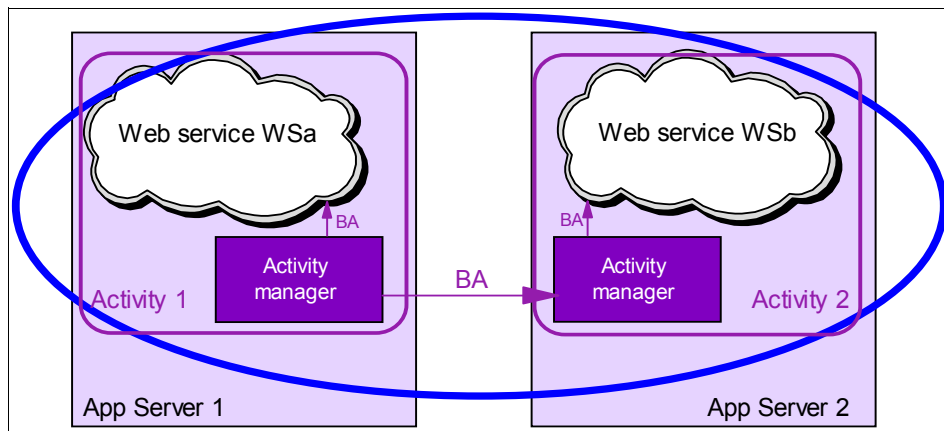 Web service WSa
Web service WSb
BA
BA
Activity
manager
Activity
manager
BA
Activity 1
Activity 2
App Server 1
App Server 2